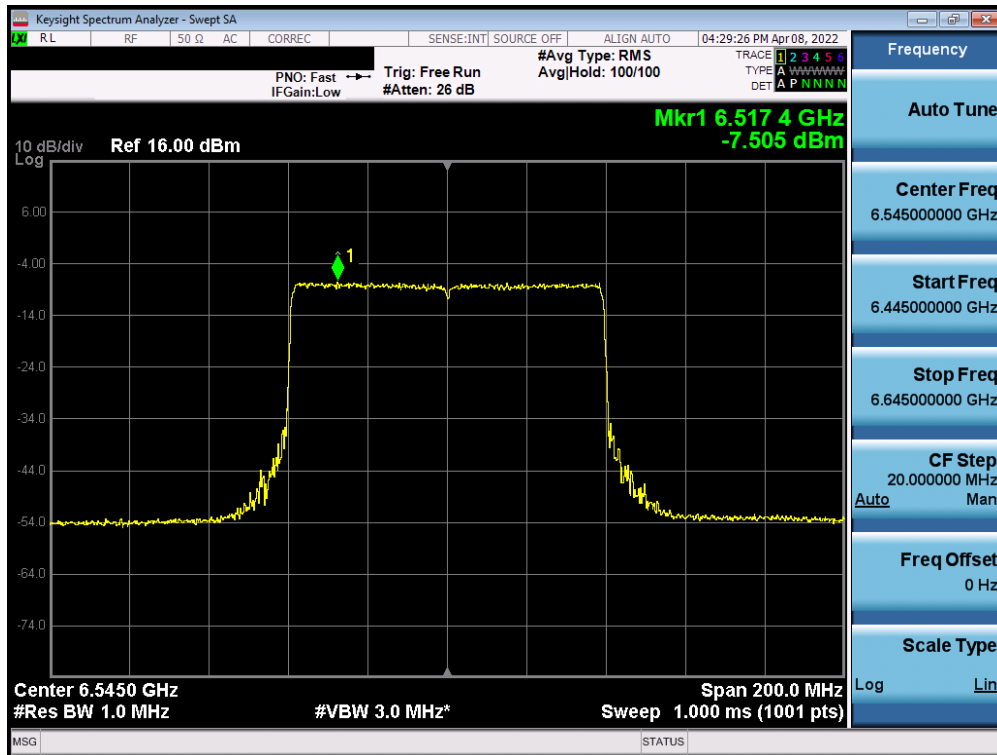 Keysight Spectrum Analyzer - Swept SA
LXI RL RF 50 Ω AC CORREC SENSE:INT SOURCE OFF ALIGN AUTO 04:29:26 PM Apr 08, 2022
PNO: Fast Trig: Free Run #Avg Type: RMS TRACE 1 2 3 4 5 6
IFGain:Low #Atten: 26 dB Avg|Hold: 100/100 TYPE A WWWWW
DET A P N N N N
Mkr1 6.517 4 GHz
-7.505 dBm
10 dB/div Ref 16.00 dBm
Log
1
6.00
-4.00
-14.0
-24.0
-34.0
-44.0
-54.0
-64.0
-74.0
Center 6.5450 GHz Span 200.0 MHz
#Res BW 1.0 MHz #VBW 3.0 MHz* Sweep 1.000 ms (1001 pts)
MSG STATUS
Frequency
Auto Tune
Center Freq
6.545000000 GHz
Start Freq
6.445000000 GHz
Stop Freq
6.645000000 GHz
CF Step
20.000000 MHz
Auto Man
Freq Offset
0 Hz
Scale Type
Log Lin